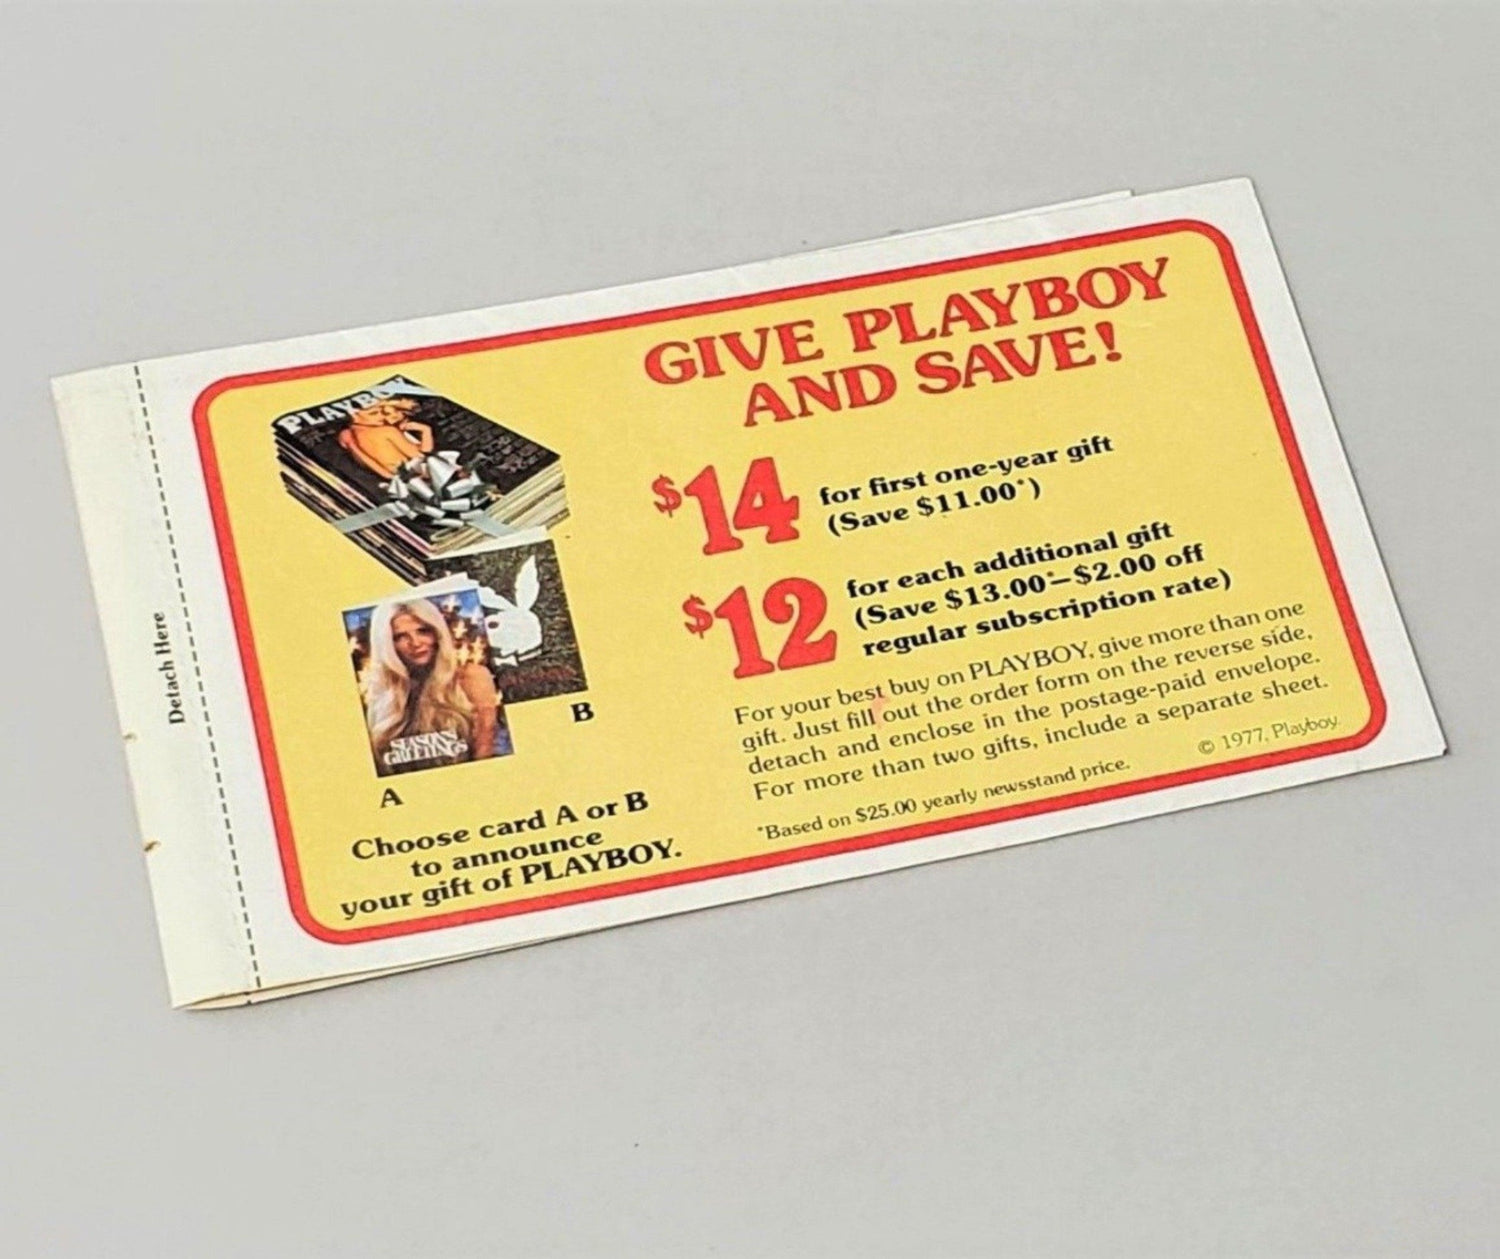 Detach Here
PLAYBOY
SEASON'S
GREETINGS
A
B
Choose card A or B
to announce
your gift of PLAYBOY.
GIVE PLAYBOY
AND SAVE!
$14 for first one-year gift
(Save $11.00*)
$12 for each additional gift
(Save $13.00*–$2.00 off
regular subscription rate)
For your best buy on PLAYBOY, give more than one
gift. Just fill out the order form on the reverse side,
detach and enclose in the postage-paid envelope.
For more than two gifts, include a separate sheet.
*Based on $25.00 yearly newsstand price.
© 1977, Playboy.